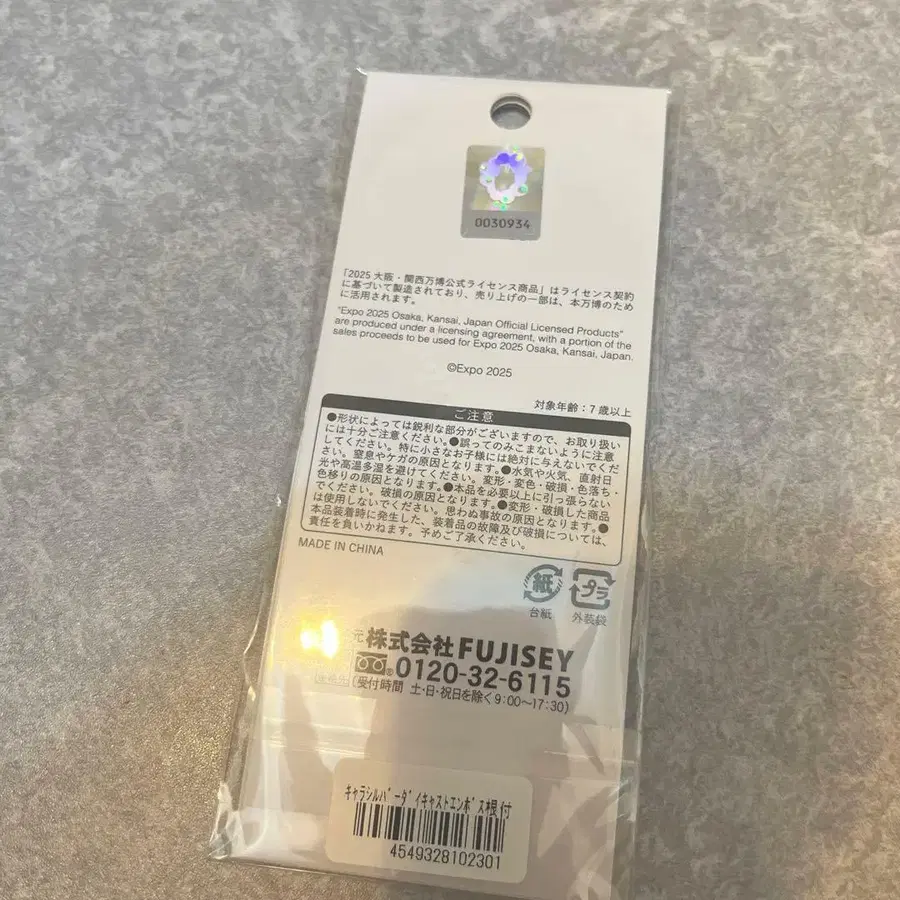 0030934
「2025 大阪・関西万博公式ライセンス商品」はライセンス契約
に基づいて製造されており、売り上げの一部は、本万博のため
に活用されます。
"Expo 2025 Osaka, Kansai, Japan Official Licensed Products"
are produced under a licensing agreement, with a portion of the
sales proceeds to be used for Expo 2025 Osaka, Kansai, Japan.
©Expo 2025
対象年齢：7歳以上
ご注意
●形状によっては鋭利な部分がございますので、お取り扱い
には十分ご注意ください。●誤ってのみこまないように注意
してください。特に小さなお子様には絶対に与えないでくだ
さい。窒息やケガの原因となります。●水気や火気、直射日
光や高温多湿を避けてください。変形・変色・破損・色落ち・
色移りの原因となります。●本品を必要以上に引っ張らない
でください。破損の原因となります。●変形・破損した商品
は使用しないでください。思わぬ事故の原因となります。●
本品装着時に発生した、装着品の故障及び破損については、
責任を負いかねます。予めご了承ください。
MADE IN CHINA
紙 プラ
台紙 外装袋
元 株式会社FUJISEY
0120-32-6115
(受付時間 土・日・祝日を除く9:00〜17:30)
キャラシルバーダイキャストエンボス根付
4549328102301